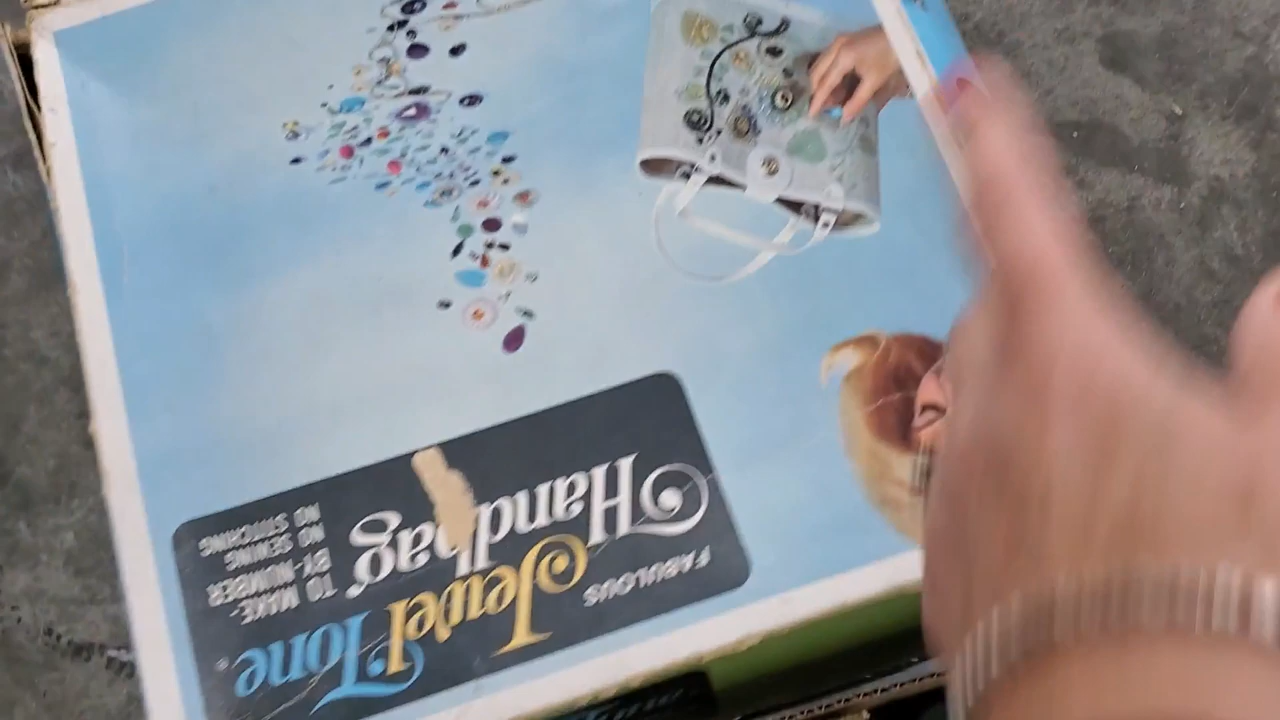 FABULOUS
Jewel Tone®
Handbag
TO MAKE-
BY-NUMBER
NO SEWING
NO STITCHING